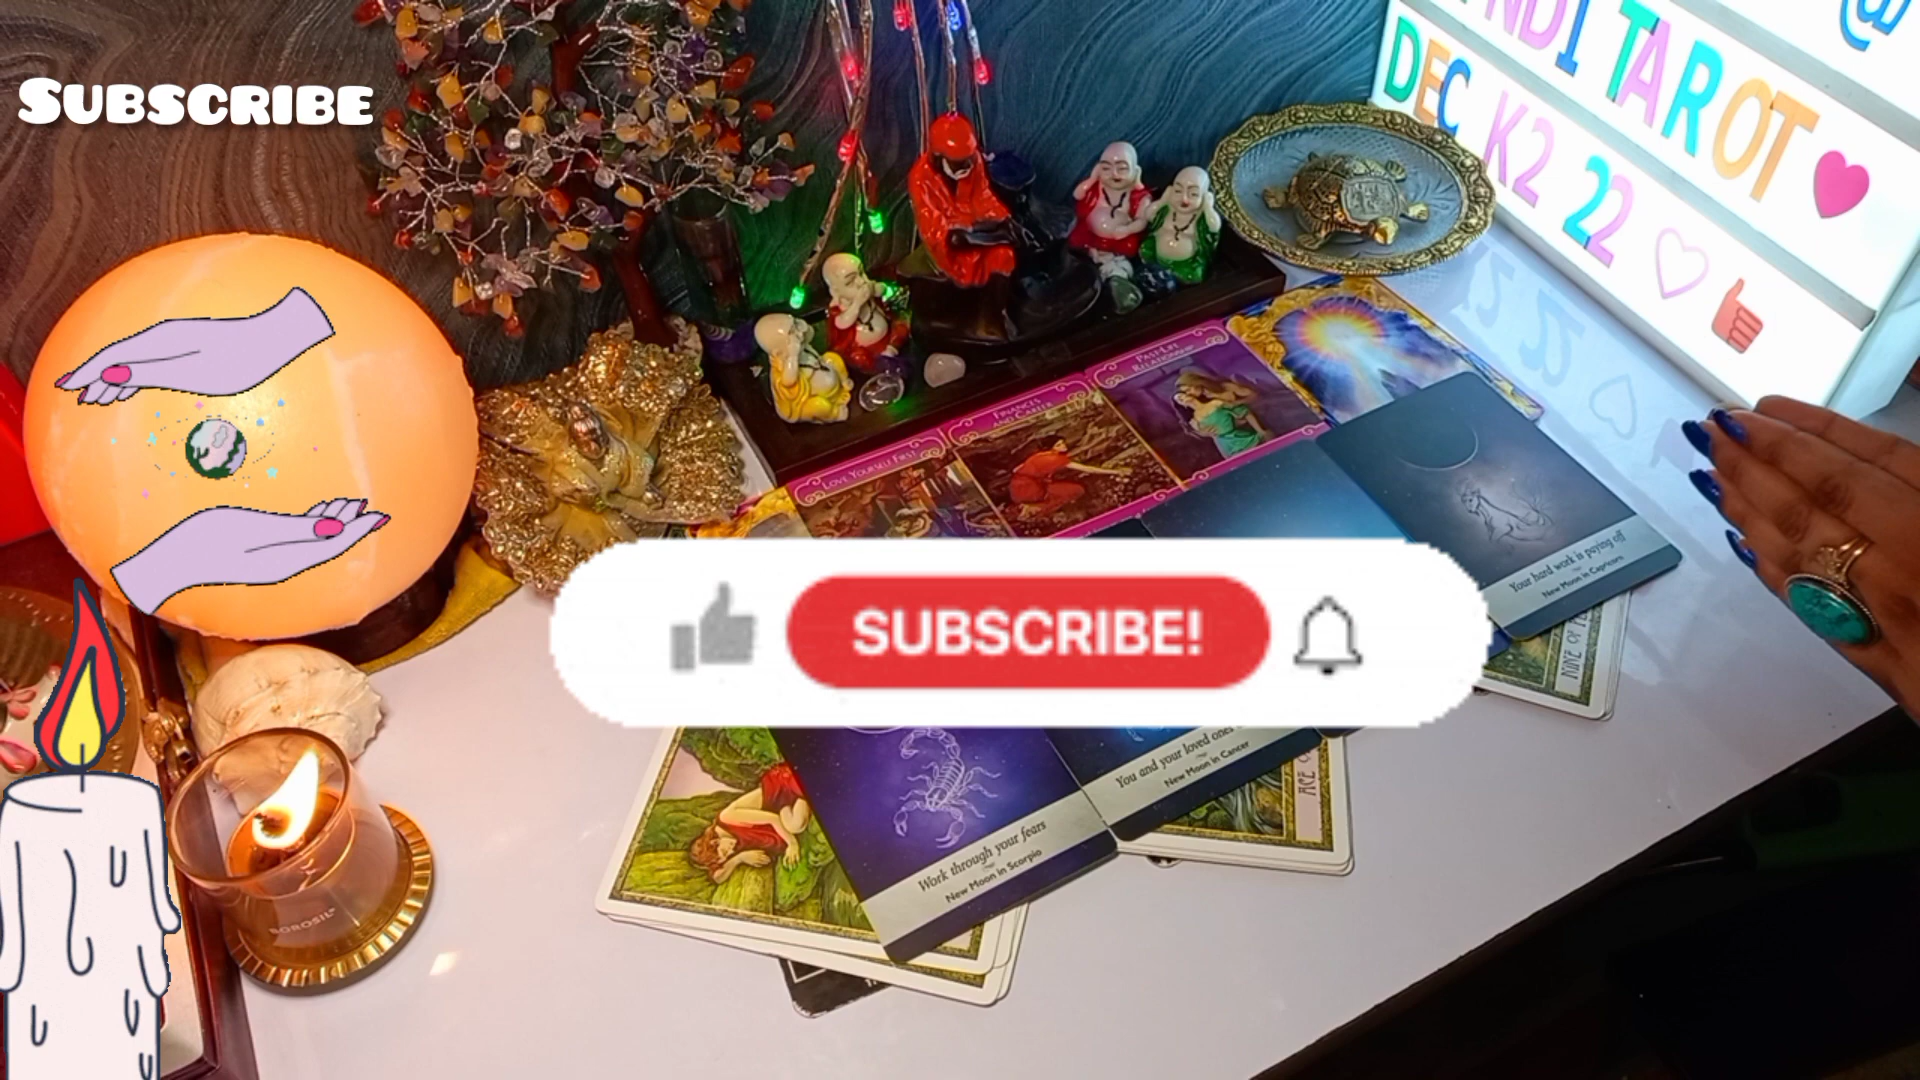 SUBSCRIBE
@
NDI TAROT
DEC K2 22
LOVE YOURSELF FIRST
FINANCES
AND CAREER
PAST-LIFE
RELATIONSHIP
Your hard work is paying off
New Moon in Capricorn
NINE OF
SUBSCRIBE!
You and your loved ones
New Moon in Cancer
ACE
Work through your fears
New Moon in Scorpio
BOROSIL